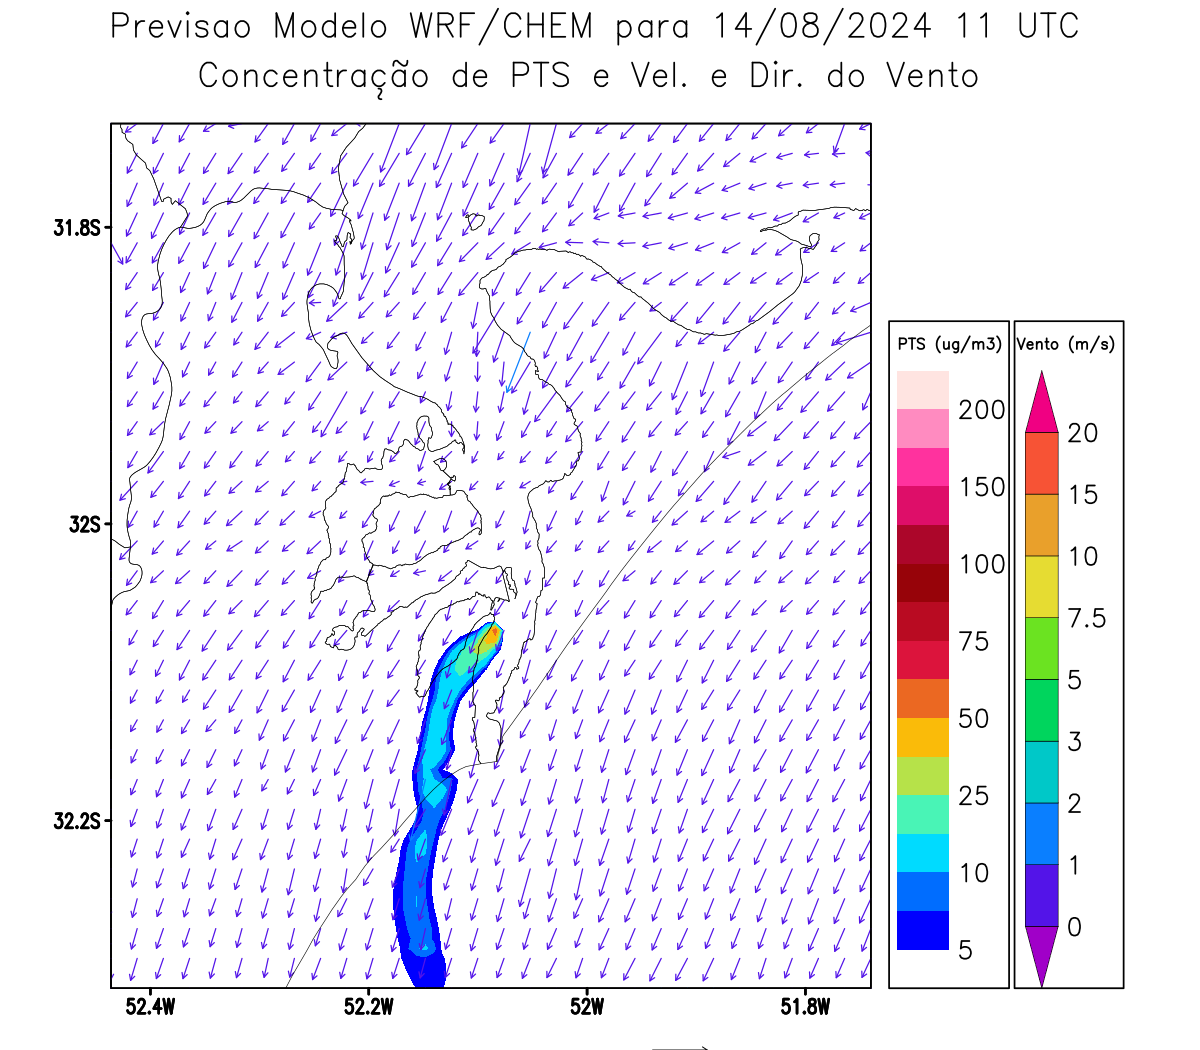 Previsao Modelo WRF/CHEM para 14/08/2024 11 UTC
Concentração de PTS e Vel. e Dir. do Vento
31.8S
32S
32.2S
52.4W
52.2W
52W
51.8W
PTS (ug/m3)
200
150
100
75
50
25
10
5
Vento (m/s)
20
15
10
7.5
5
3
2
1
0